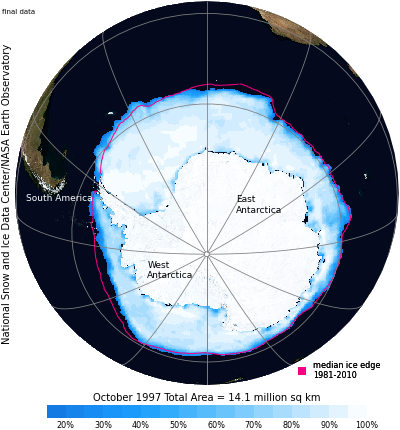 final data
National Snow and Ice Data Center/NASA Earth Observatory
South America
East
Antarctica
West
Antarctica
median ice edge
1981-2010
October 1997 Total Area = 14.1 million sq km
20% 30% 40% 50% 60% 70% 80% 90% 100%